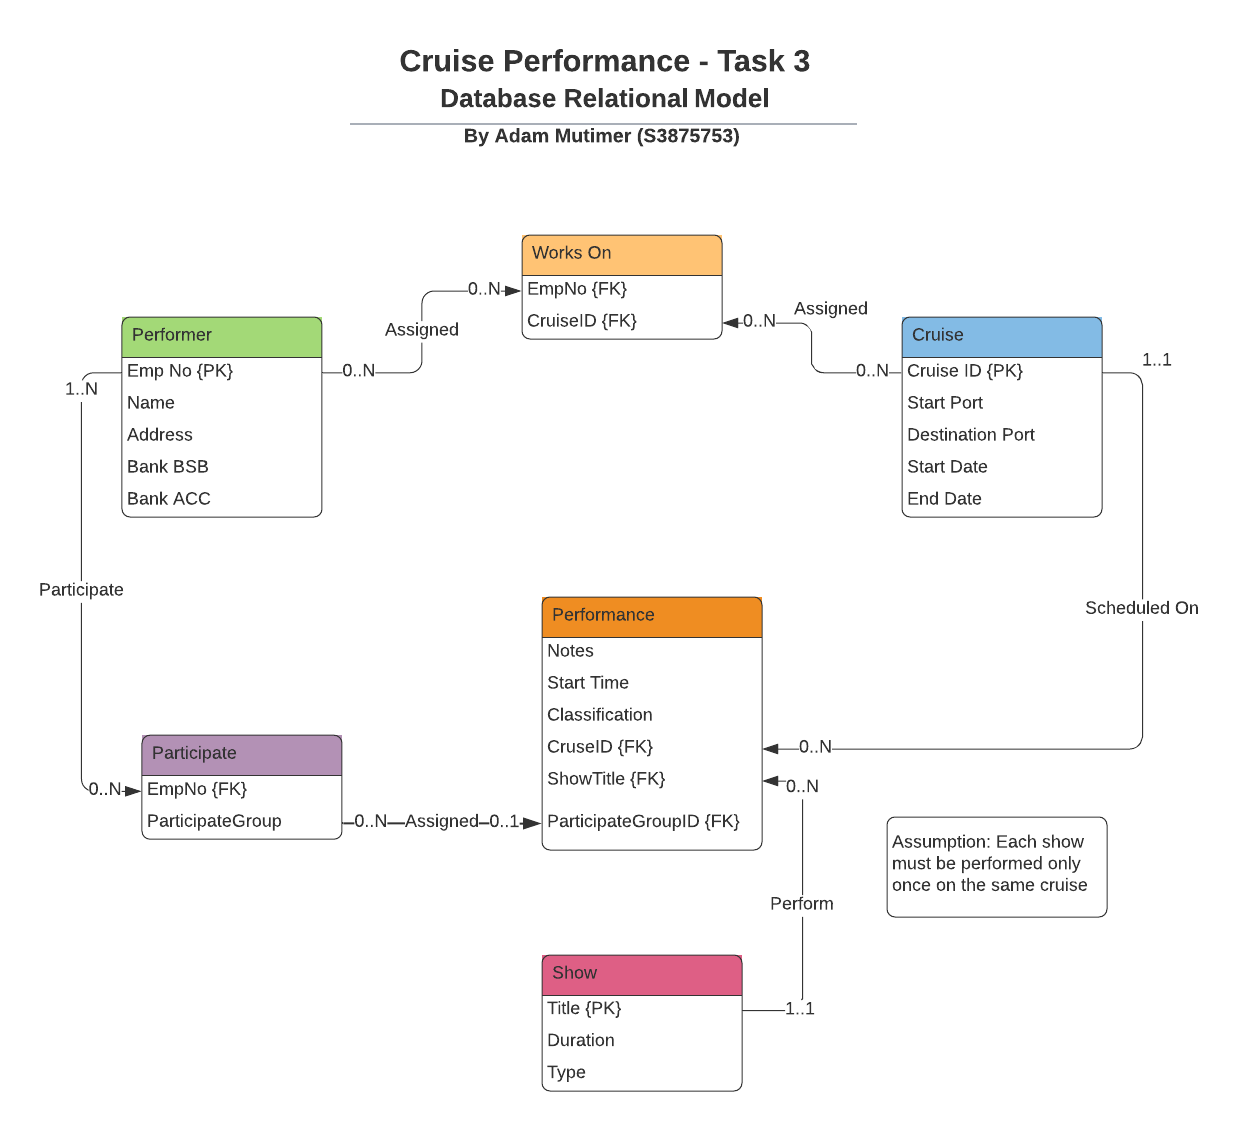 Cruise Performance - Task 3
Database Relational Model
By Adam Mutimer (S3875753)
Works On
EmpNo {FK}
CruiseID {FK}
0..N
Assigned
0..N
Assigned
0..N
0..N
Performer
Emp No {PK}
Name
Address
Bank BSB
Bank ACC
Cruise
Cruise ID {PK}
Start Port
Destination Port
Start Date
End Date
1..1
1..N
Participate
Scheduled On
Performance
Notes
Start Time
Classification
CruseID {FK}
ShowTitle {FK}
ParticipateGroupID {FK}
0..N
0..N
Participate
EmpNo {FK}
ParticipateGroup
0..N
0..N
Assigned
0..1
Assumption: Each show
must be performed only
once on the same cruise
Perform
Show
Title {PK}
Duration
Type
1..1